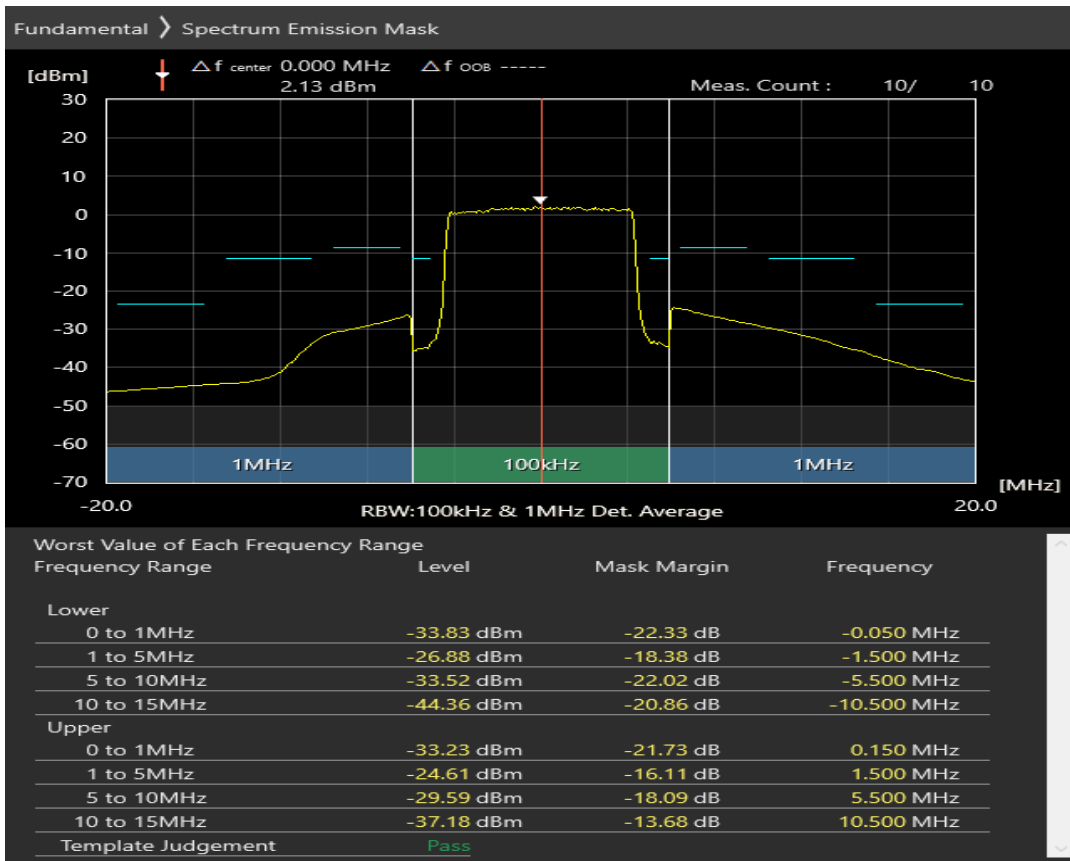 Fundamental ❯ Spectrum Emission Mask
[dBm] Δf center 0.000 MHz Δf OOB -----
2.13 dBm Meas. Count : 10/ 10
30
20
10
0
-10
-20
-30
-40
-50
-60
1MHz 100kHz 1MHz
-70 [MHz]
-20.0 RBW:100kHz & 1MHz Det. Average 20.0
Worst Value of Each Frequency Range
Frequency Range Level Mask Margin Frequency
Lower
0 to 1MHz -33.83 dBm -22.33 dB -0.050 MHz
1 to 5MHz -26.88 dBm -18.38 dB -1.500 MHz
5 to 10MHz -33.52 dBm -22.02 dB -5.500 MHz
10 to 15MHz -44.36 dBm -20.86 dB -10.500 MHz
Upper
0 to 1MHz -33.23 dBm -21.73 dB 0.150 MHz
1 to 5MHz -24.61 dBm -16.11 dB 1.500 MHz
5 to 10MHz -29.59 dBm -18.09 dB 5.500 MHz
10 to 15MHz -37.18 dBm -13.68 dB 10.500 MHz
Template Judgement Pass